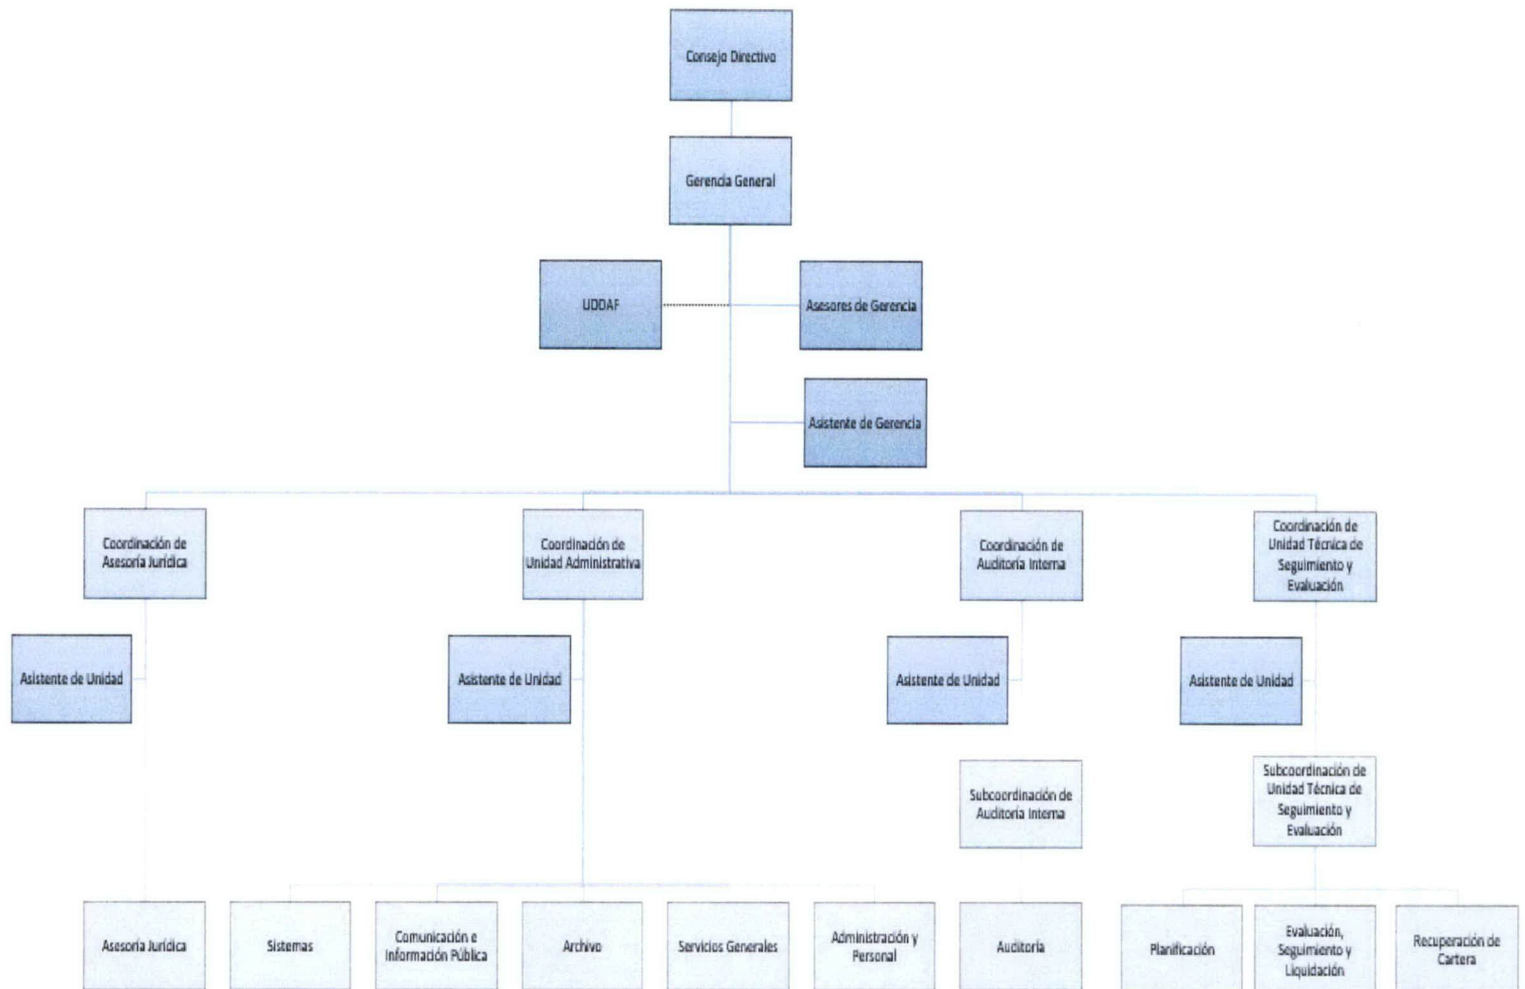 Consejo Directivo
Gerencia General
UDDAF
Asesores de Gerencia
Asistente de Gerencia
Coordinación de
Asesoría Jurídica
Coordinación de
Unidad Administrativa
Coordinación de
Auditoría Interna
Coordinación de
Unidad Técnica de
Seguimiento y
Evaluación
Asistente de Unidad
Asistente de Unidad
Asistente de Unidad
Asistente de Unidad
Subcoordinación de
Auditoría Interna
Subcoordinación de
Unidad Técnica de
Seguimiento y
Evaluación
Asesoría Jurídica
Sistemas
Comunicación e
Información Pública
Archivo
Servicios Generales
Administración y
Personal
Auditoría
Planificación
Evaluación,
Seguimiento y
Liquidación
Recuperación de
Cartera